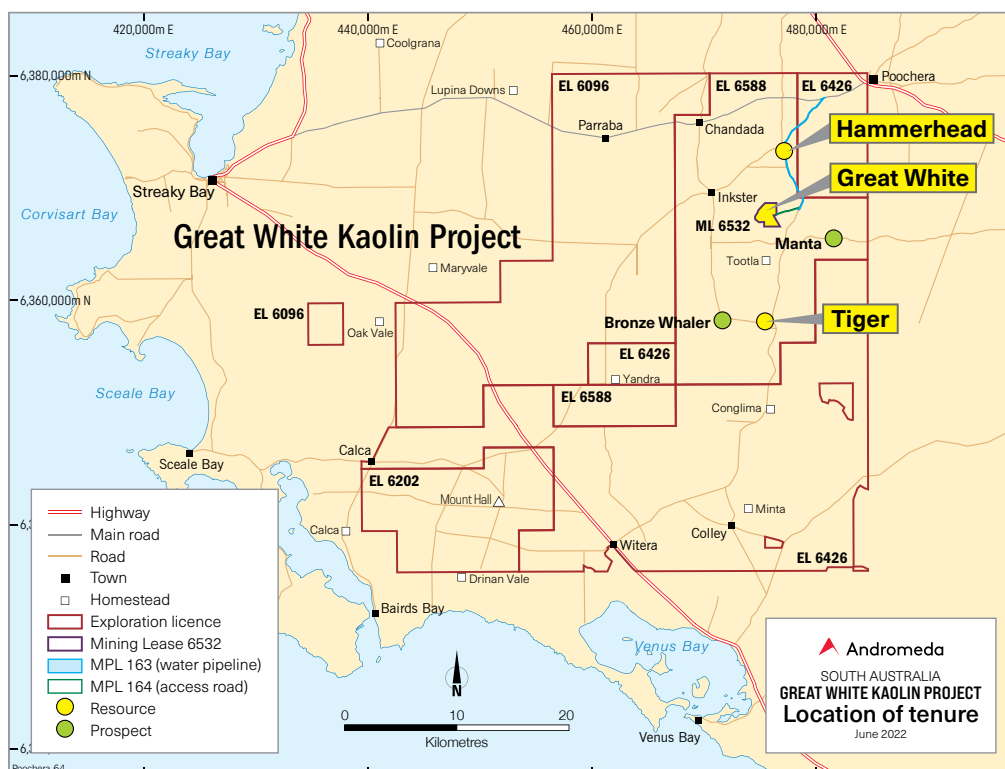 420,000m E
440,000m E
460,000m E
480,000m E
Streaky Bay
Coolgrana
6,380,000m N
Poochera
EL 6096
EL 6588
EL 6426
Lupina Downs
Parraba
Chandada
Hammerhead
Streaky Bay
Inkster
Great White
Corvisart Bay
ML 6532
Great White Kaolin Project
Manta
Maryvale
Tootla
6,360,000m N
EL 6096
Oak Vale
Bronze Whaler
Tiger
EL 6426
Yandra
Sceale Bay
EL 6588
Conglima
Calca
Sceale Bay
EL 6202
Mount Hall
Minta
Calca
Colley
Witera
EL 6426
Drinan Vale
Bairds Bay
Venus Bay
Venus Bay
Highway
Main road
Road
Town
Homestead
Exploration licence
Mining Lease 6532
MPL 163 (water pipeline)
MPL 164 (access road)
Resource
Prospect
N
0 10 20
Kilometres
Andromeda
SOUTH AUSTRALIA
GREAT WHITE KAOLIN PROJECT
Location of tenure
June 2022